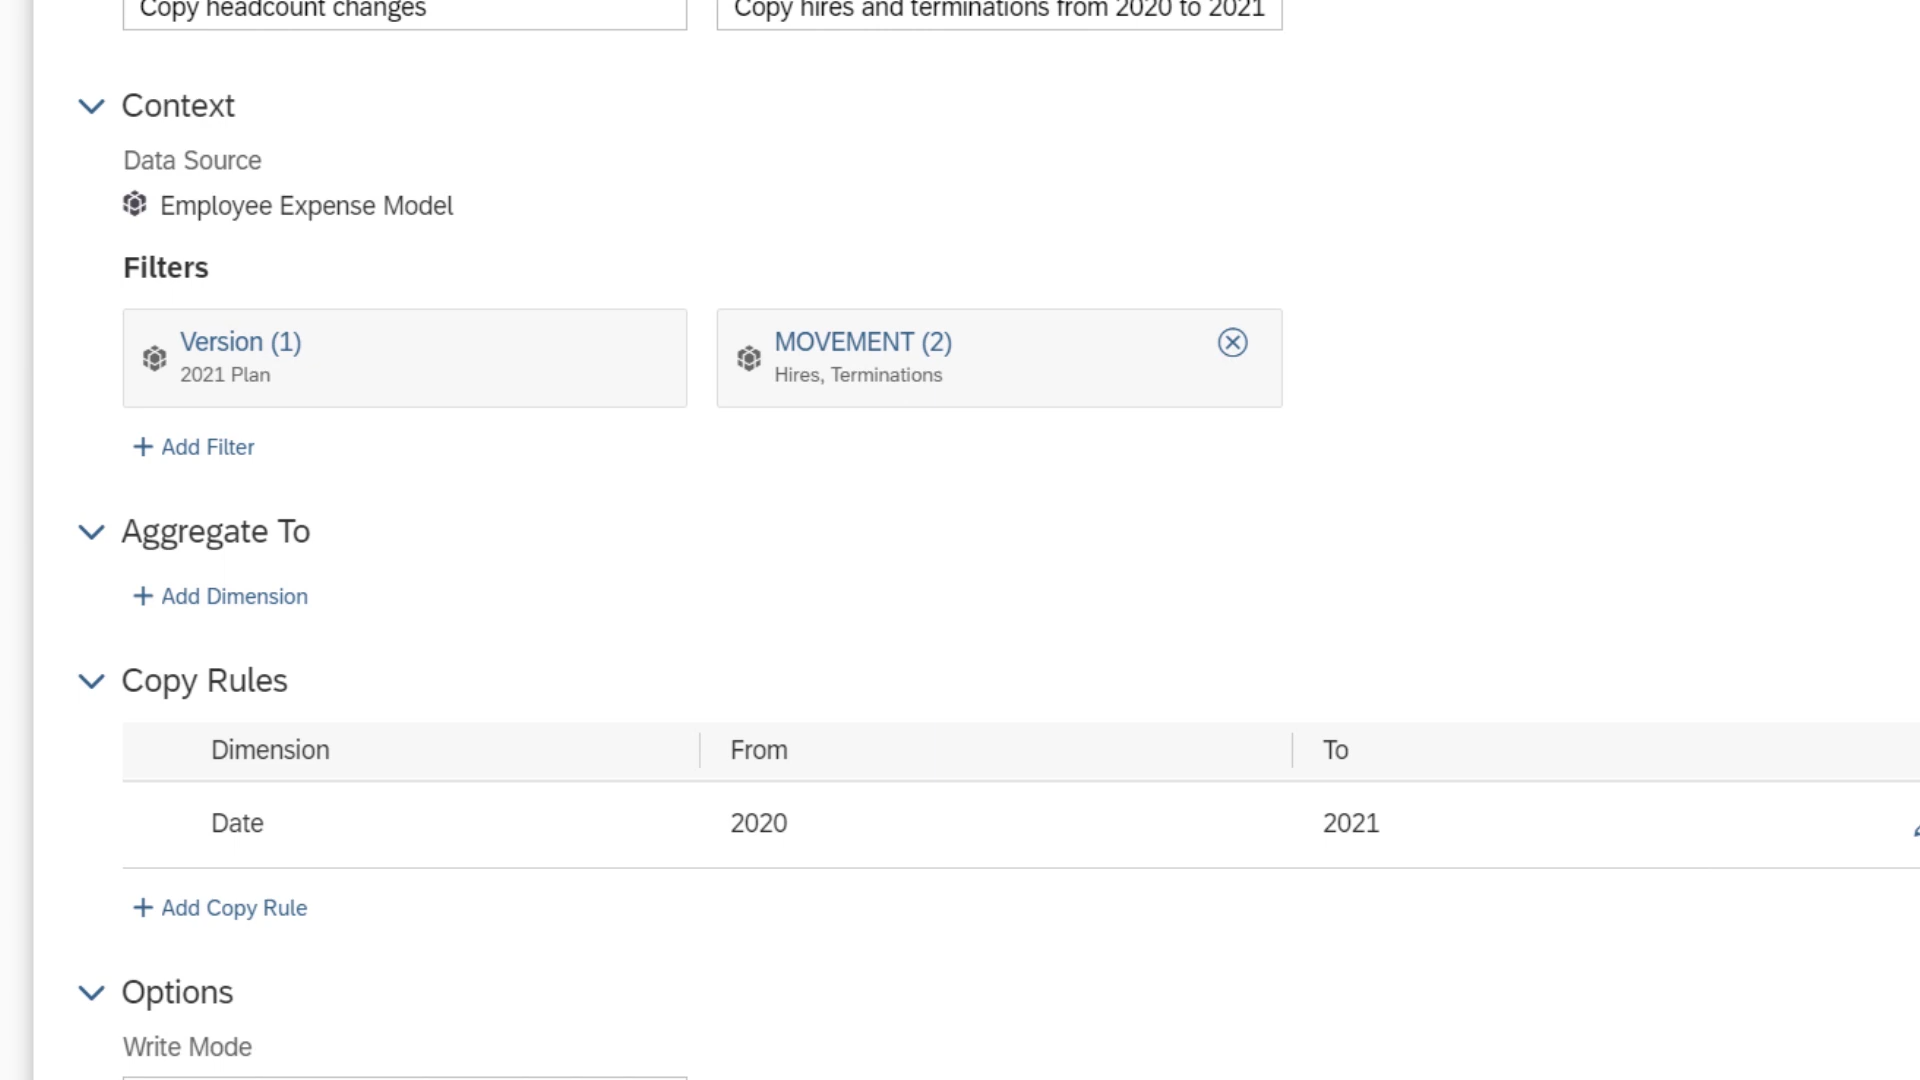 Copy headcount changes
Copy hires and terminations from 2020 to 2021
Context
Data Source
Employee Expense Model
Filters
Version (1)
2021 Plan
MOVEMENT (2)
Hires, Terminations
+ Add Filter
Aggregate To
+ Add Dimension
Copy Rules
Dimension From To
Date 2020 2021
+ Add Copy Rule
Options
Write Mode